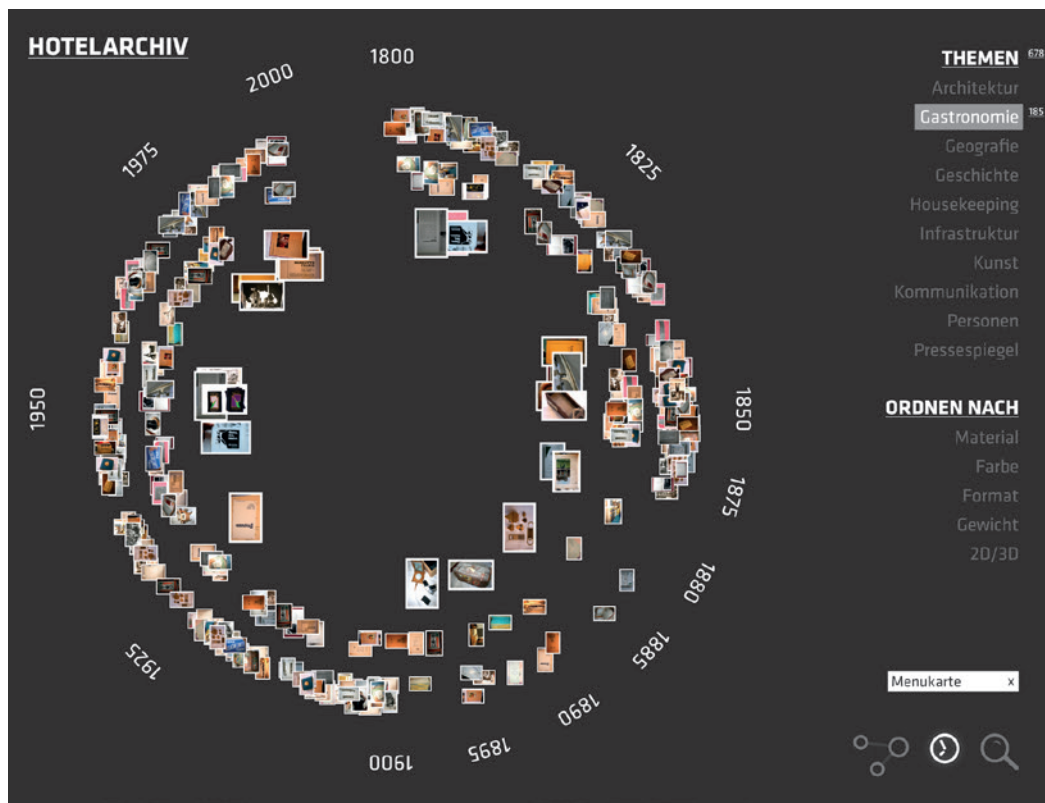 HOTELARCHIV
1800
1825
1850
1875
1880
1885
1890
1895
1900
1925
1950
1975
2000
THEMEN 678
Architektur
Gastronomie 185
Geografie
Geschichte
Housekeeping
Infrastruktur
Kunst
Kommunikation
Personen
Pressespiegel
ORDNEN NACH
Material
Farbe
Format
Gewicht
2D/3D
Menukarte x